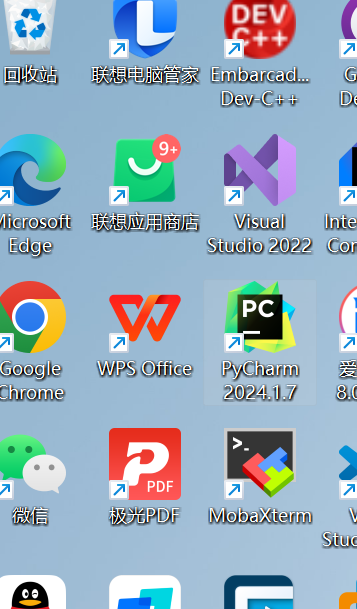 DEV
C++
回收站
联想电脑管家
Embarcad...
Dev-C++
G
De
9+
Microsoft
Edge
联想应用商店
Visual
Studio 2022
Inte
Con
PC
Google
Chrome
WPS Office
PyCharm
2024.1.7
爱
8.0
PDF
>_
微信
极光PDF
MobaXterm
V
Stud